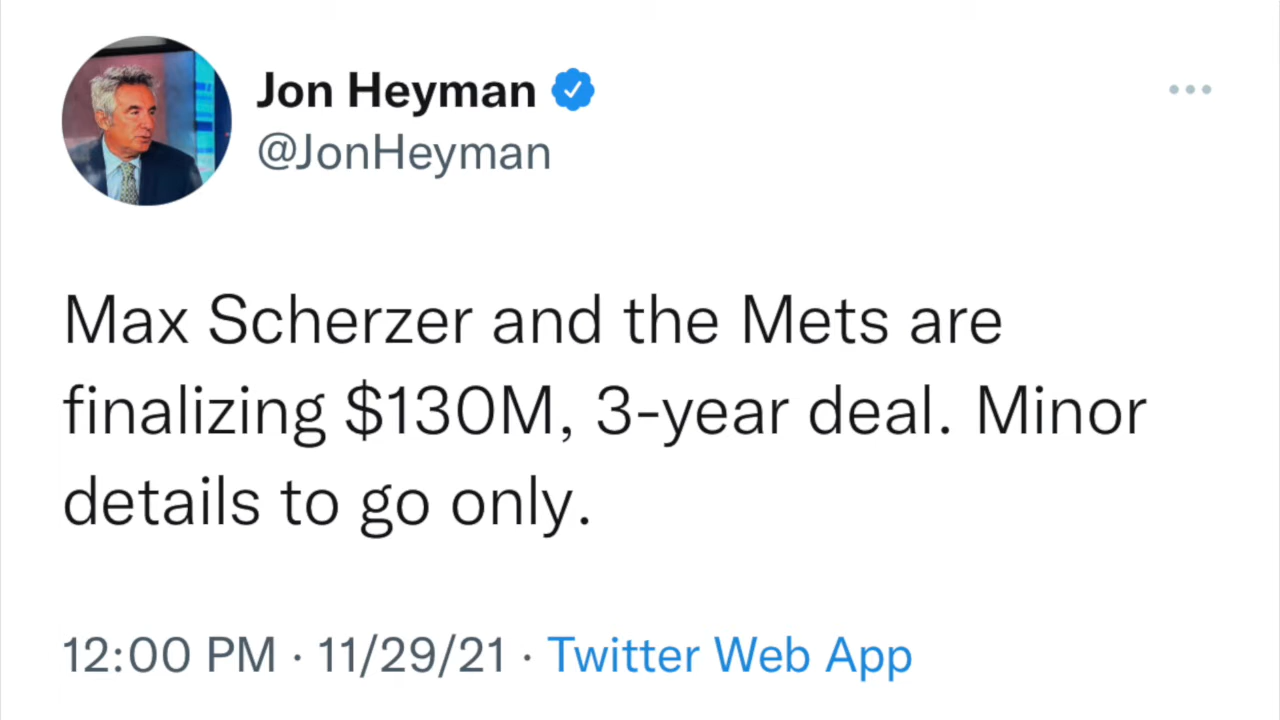 Jon Heyman
@JonHeyman
Max Scherzer and the Mets are
finalizing $130M, 3-year deal. Minor
details to go only.
12:00 PM · 11/29/21 · Twitter Web App